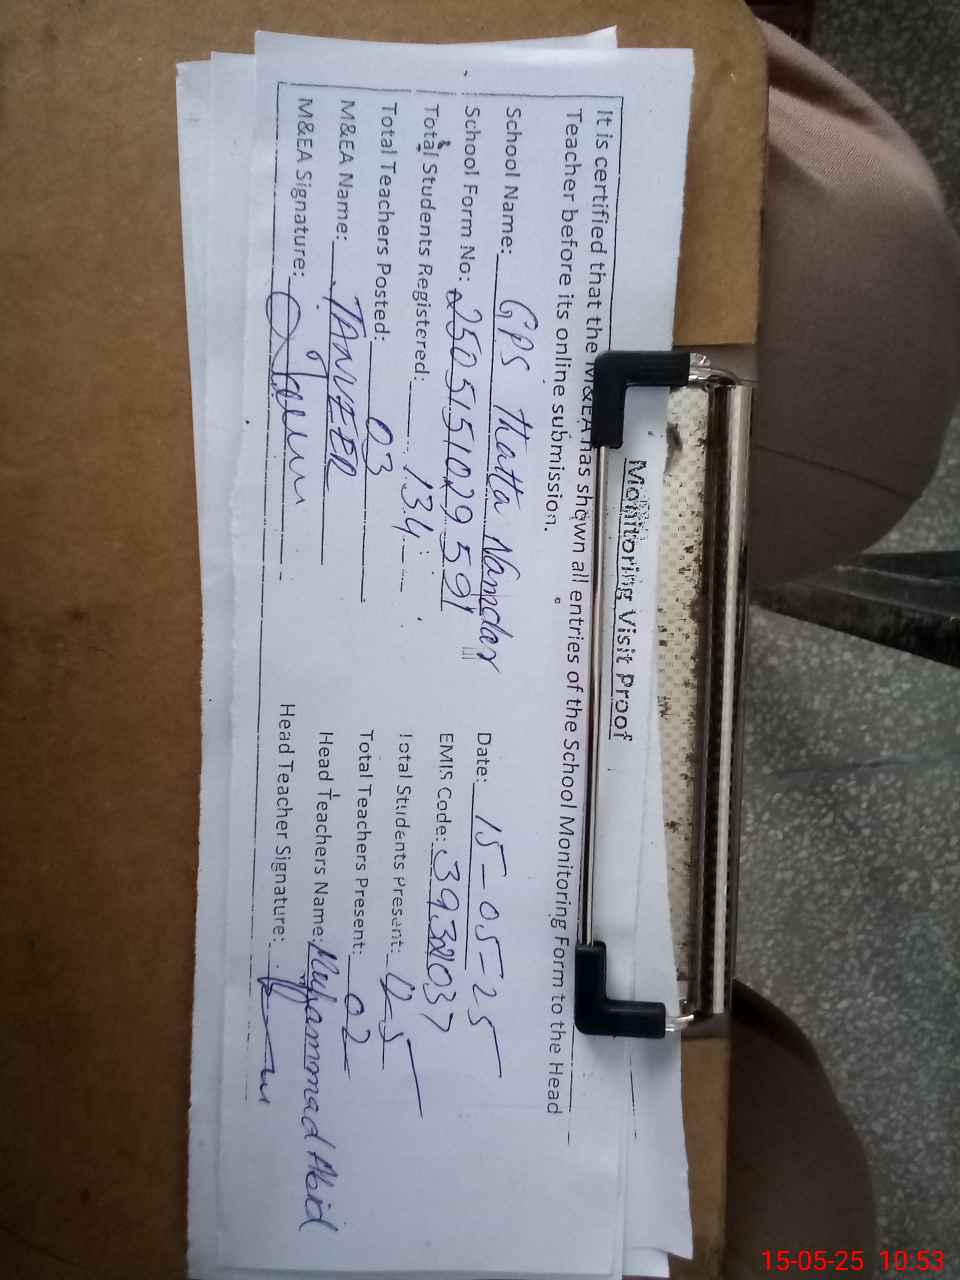 Monitoring Visit Proof
It is certified that the M&EA has shown all entries of the School Monitoring Form to the Head
Teacher before its online submission.
School Name: GPS Thatta Namdar Date: 15-05-25
School Form No: 2505151029591 EMIS Code:
Total Students Registered: 134 Total Students Present: 125
Total Teachers Posted: 03 Total Teachers Present: 02
M&EA Name: TANVEER Head Teachers Name: Muhammad Abid
M&EA Signature: Head Teacher Signature:
15-05-25 10:53